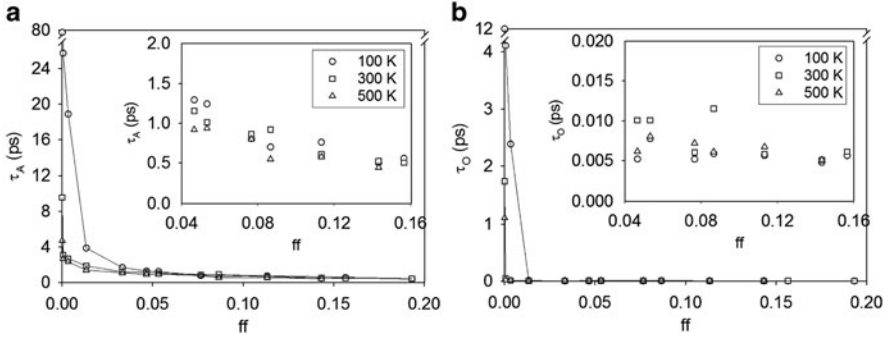 a
80
28
24
20
16
12
8
4
0
τA (ps)
0.00
0.05
0.10
0.15
0.20
ff
2.0
1.5
1.0
0.5
0.0
τA (ps)
0.04
0.08
0.12
0.16
ff
100 K
300 K
500 K
b
12
4
3
2
1
0
τO (ps)
0.00
0.05
0.10
0.15
0.20
ff
0.020
0.015
0.010
0.005
0.000
τO (ps)
0.04
0.08
0.12
0.16
ff
100 K
300 K
500 K